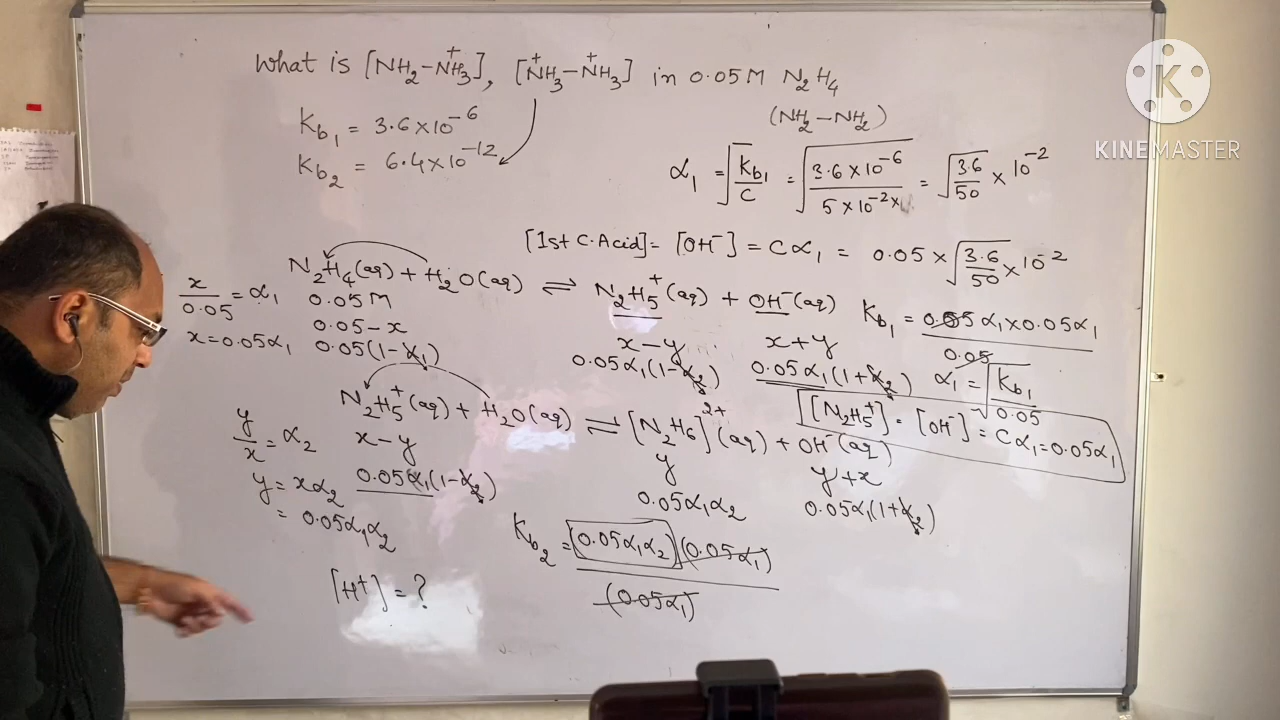 What is [NH₂–N⁺H₃], [N⁺H₃–N⁺H₃] in 0.05M N₂H₄
(NH₂–NH₂)
Kb₁ = 3.6×10⁻⁶
Kb₂ = 6.4×10⁻¹²
α₁ = √(Kb₁/C) = √(3.6×10⁻⁶/5×10⁻²×) = √(3.6/50) × 10⁻²
KINEMASTER
[1st C.Acid] = [OH⁻] = Cα₁ = 0.05 × √(3.6/50) × 10⁻²
N₂H₄(aq) + H₂O(aq) ⇌ N₂H₅⁺(aq) + OH⁻(aq)
x/0.05 = α₁ 0.05M
0.05–x x–y x+y
x = 0.05α₁ 0.05(1–α₁) 0.05α₁(1–α₂) 0.05α₁(1+α₂)
Kb₁ = 0.05α₁×0.05α₁/0.05
α₁ = √(Kb₁/0.05)
[N₂H₅⁺] = [OH⁻] = Cα₁ = 0.05α₁
N₂H₅⁺(aq) + H₂O(aq) ⇌ [N₂H₆]²⁺(aq) + OH⁻(aq)
y/x = α₂ x–y y y+x
y = xα₂ 0.05α₁(1–α₂) 0.05α₁α₂ 0.05α₁(1+α₂)
= 0.05α₁α₂
Kb₂ = (0.05α₁α₂)(0.05α₁)/(0.05α₁)
[H⁺] = ?